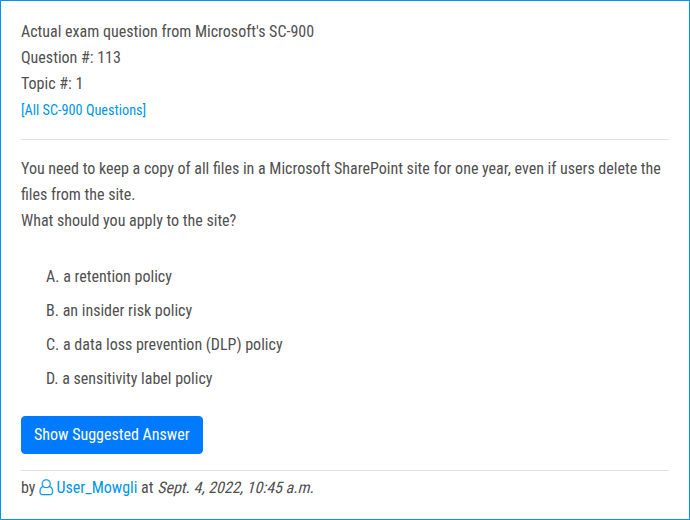 Actual exam question from Microsoft's SC-900
Question #: 113
Topic #: 1
[All SC-900 Questions]
You need to keep a copy of all files in a Microsoft SharePoint site for one year, even if users delete the
files from the site.
What should you apply to the site?
A. a retention policy
B. an insider risk policy
C. a data loss prevention (DLP) policy
D. a sensitivity label policy
Show Suggested Answer
by User_Mowgli at Sept. 4, 2022, 10:45 a.m.